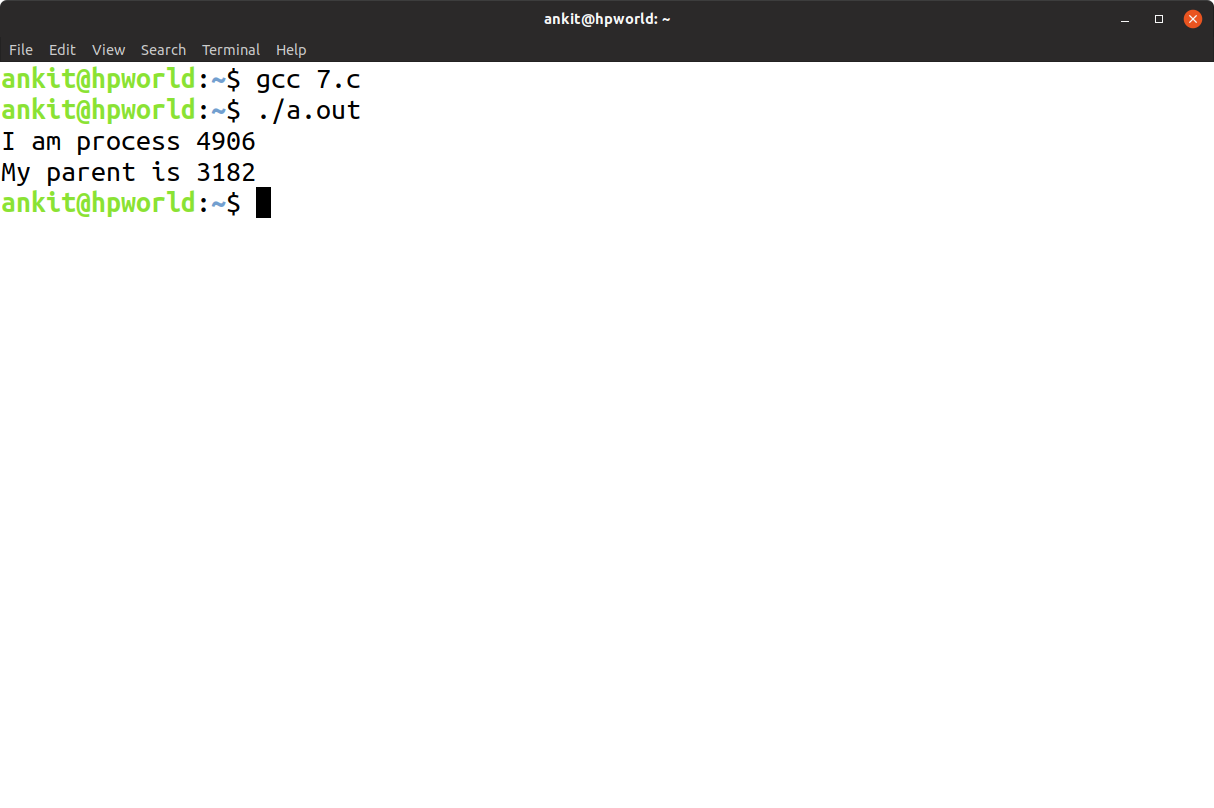 ankit@hpworld: ~
File Edit View Search Terminal Help
ankit@hpworld:~$ gcc 7.c
ankit@hpworld:~$ ./a.out
I am process 4906
My parent is 3182
ankit@hpworld:~$